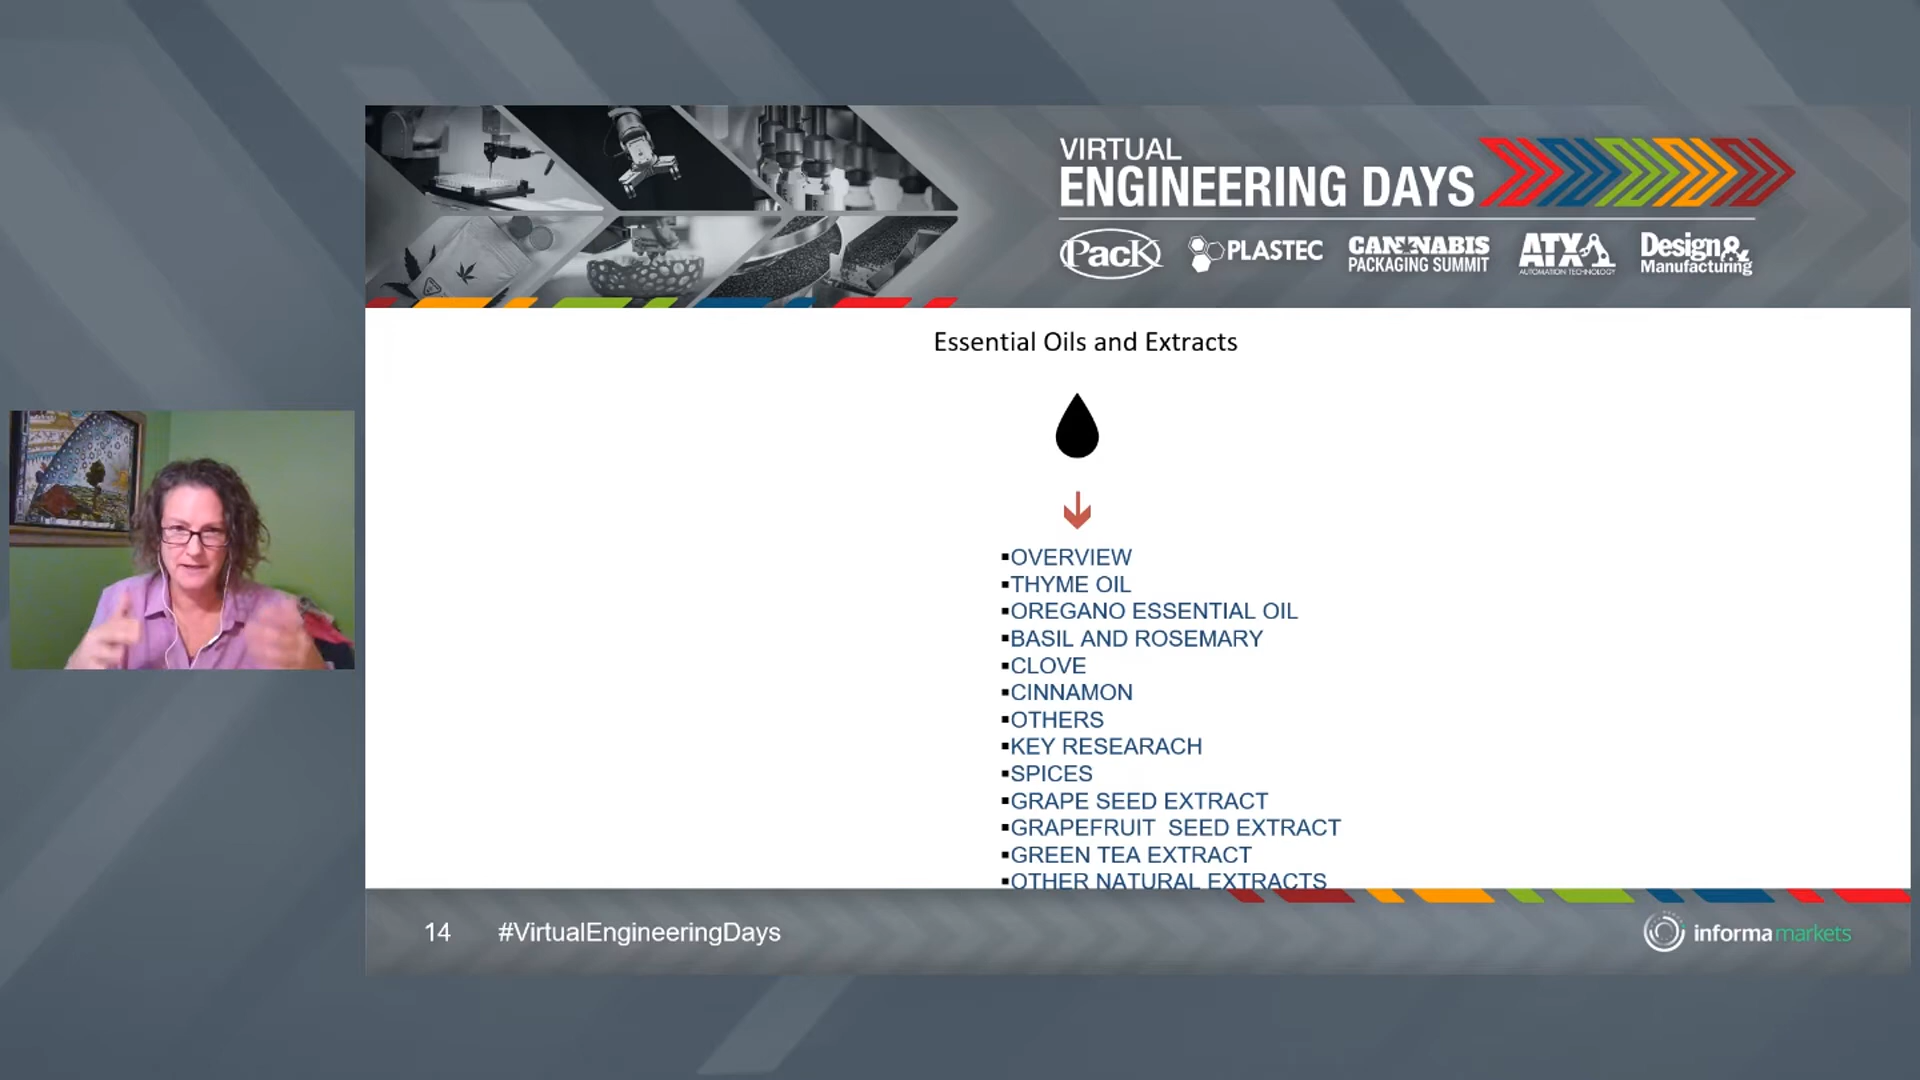 VIRTUAL
ENGINEERING DAYS
PACK
PLASTEC
CANNABIS
PACKAGING SUMMIT
ATX
AUTOMATION TECHNOLOGY
Design&
Manufacturing
Essential Oils and Extracts
▪OVERVIEW
▪THYME OIL
▪OREGANO ESSENTIAL OIL
▪BASIL AND ROSEMARY
▪CLOVE
▪CINNAMON
▪OTHERS
▪KEY RESEARACH
▪SPICES
▪GRAPE SEED EXTRACT
▪GRAPEFRUIT  SEED EXTRACT
▪GREEN TEA EXTRACT
▪OTHER NATURAL EXTRACTS
14 #VirtualEngineeringDays
informa markets